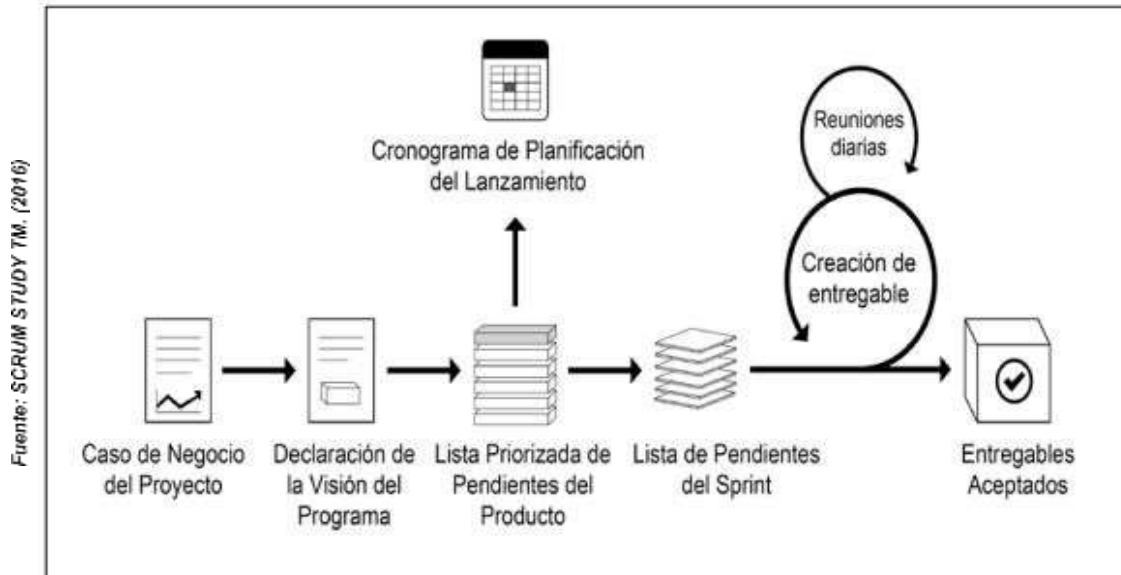 Fuente: SCRUM STUDY TM. (2016)
Cronograma de Planificación
del Lanzamiento
Reuniones
diarías
Creación de
entregable
Caso de Negocio
del Proyecto
Declaración de
la Visión del
Programa
Lista Priorizada de
Pendientes del
Producto
Lista de Pendientes
del Sprint
Entregables
Aceptados